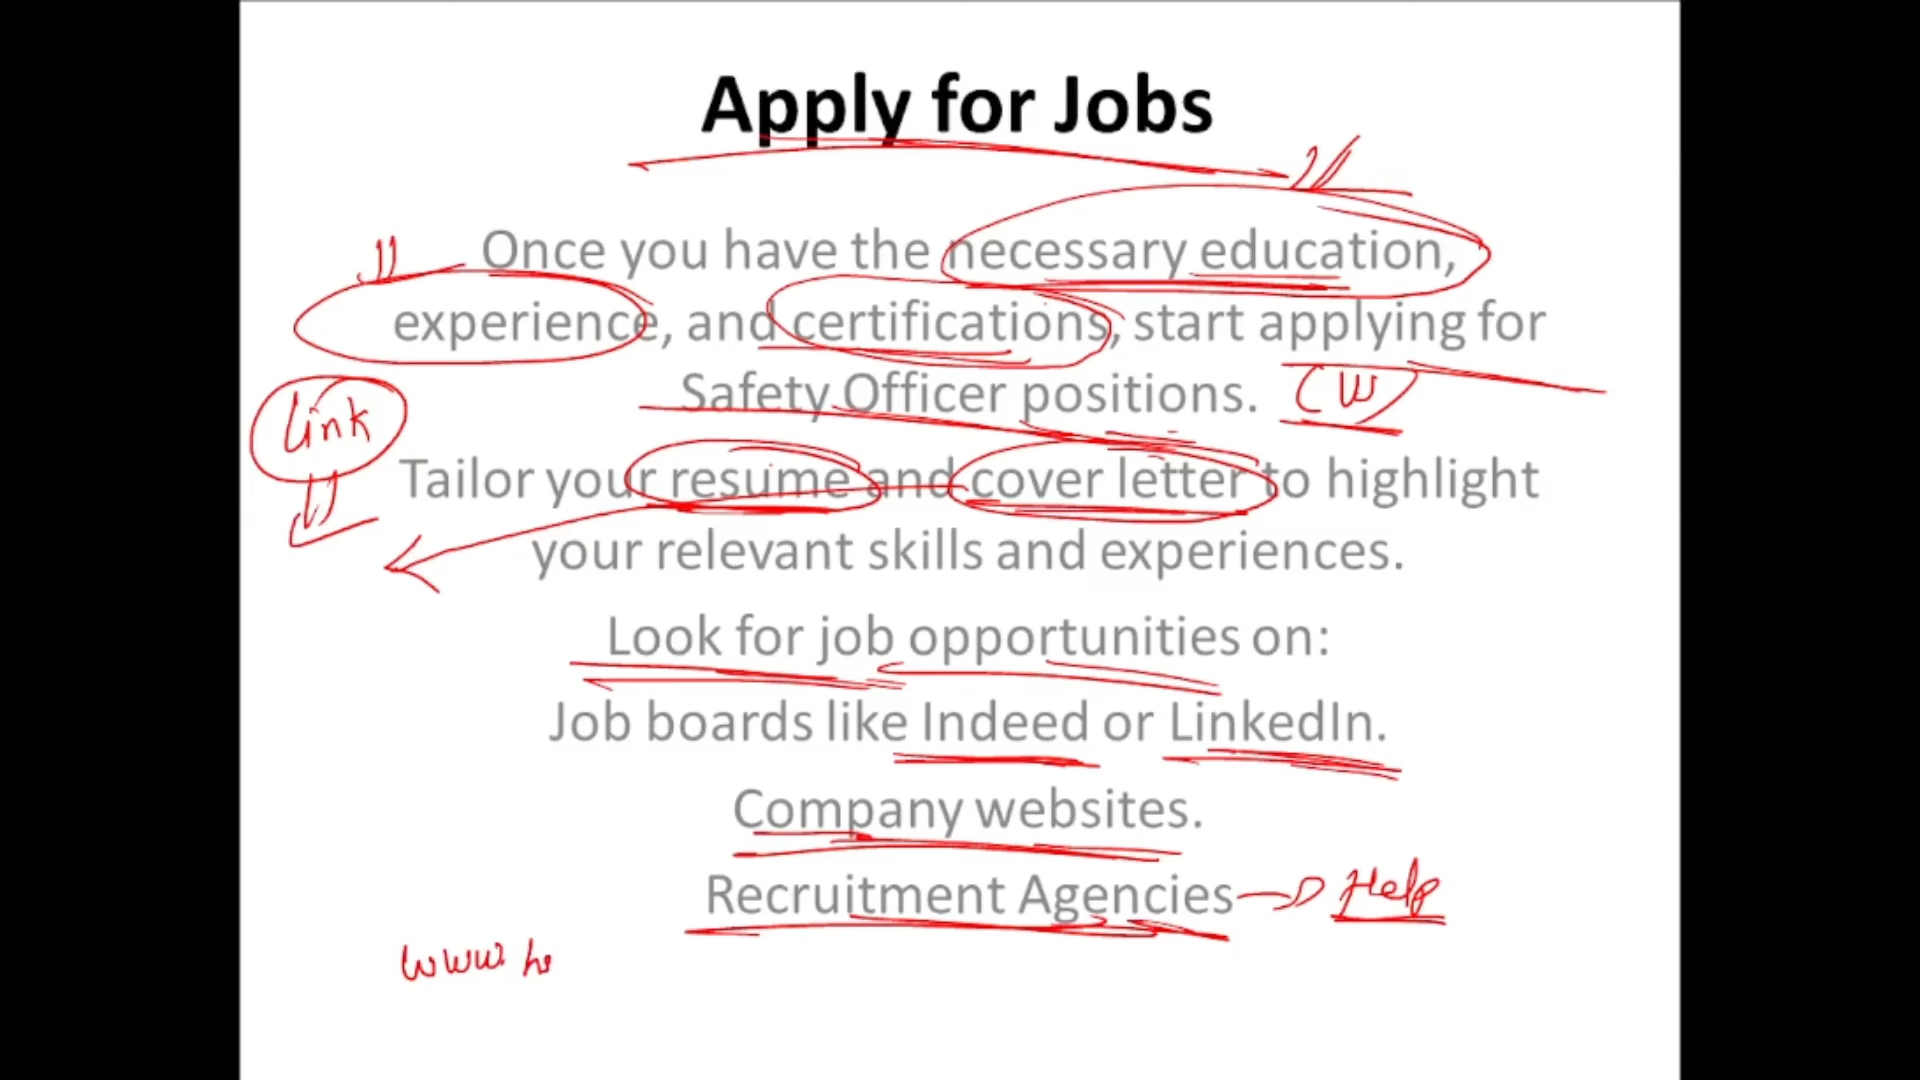 Apply for Jobs
Once you have the necessary education,
experience, and certifications, start applying for
Safety Officer positions.
Link
Tailor your resume and cover letter to highlight
your relevant skills and experiences.
Look for job opportunities on:
Job boards like Indeed or LinkedIn.
Company websites.
Recruitment Agencies → Help
www.